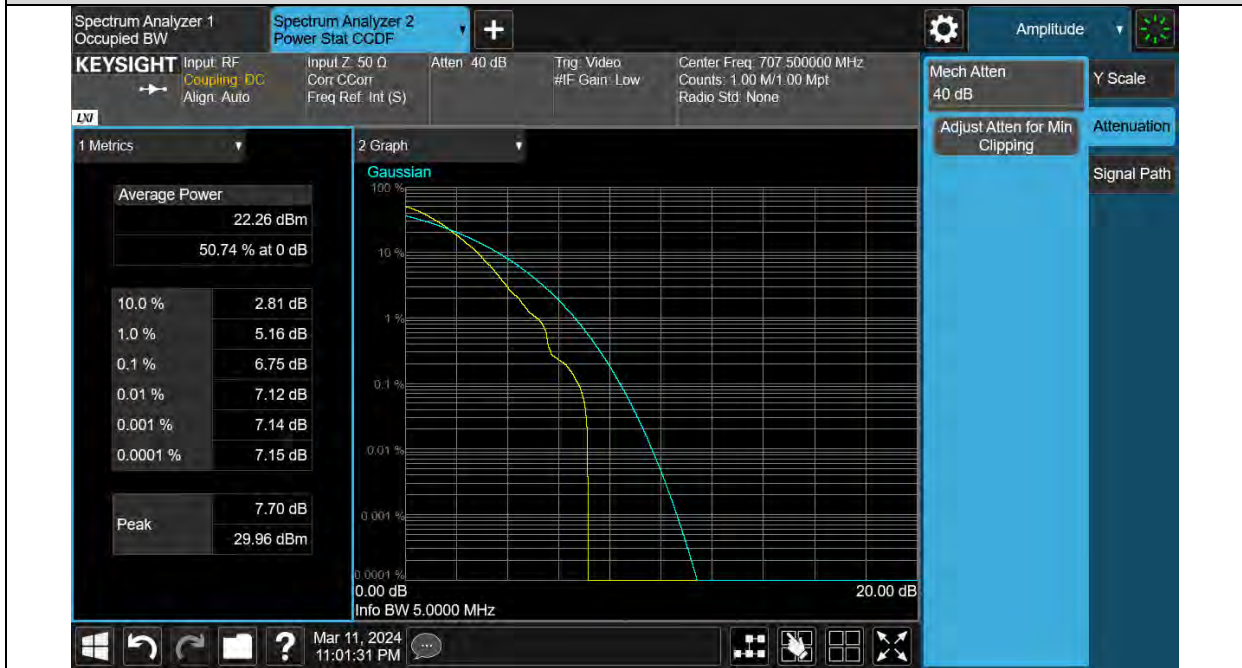 Spectrum Analyzer 1
Occupied BW
Spectrum Analyzer 2
Power Stat CCDF
Amplitude
KEYSIGHT
Input: RF
Coupling: DC
Align: Auto
Input Z: 50 Ω
Corr CCorr
Freq Ref: Int (S)
Atten: 40 dB
Trig: Video
#IF Gain: Low
Center Freq: 707.500000 MHz
Counts: 1.00 M/1.00 Mpt
Radio Std: None
LXI
Mech Atten
40 dB
Adjust Atten for Min
Clipping
Y Scale
Attenuation
Signal Path
1 Metrics
Average Power
22.26 dBm
50.74 % at 0 dB
10.0 % 2.81 dB
1.0 % 5.16 dB
0.1 % 6.75 dB
0.01 % 7.12 dB
0.001 % 7.14 dB
0.0001 % 7.15 dB
Peak
7.70 dB
29.96 dBm
2 Graph
Gaussian
100 %
10 %
1 %
0.1 %
0.01 %
0.001 %
0.0001 %
0.00 dB
20.00 dB
Info BW 5.0000 MHz
Mar 11, 2024
11:01:31 PM